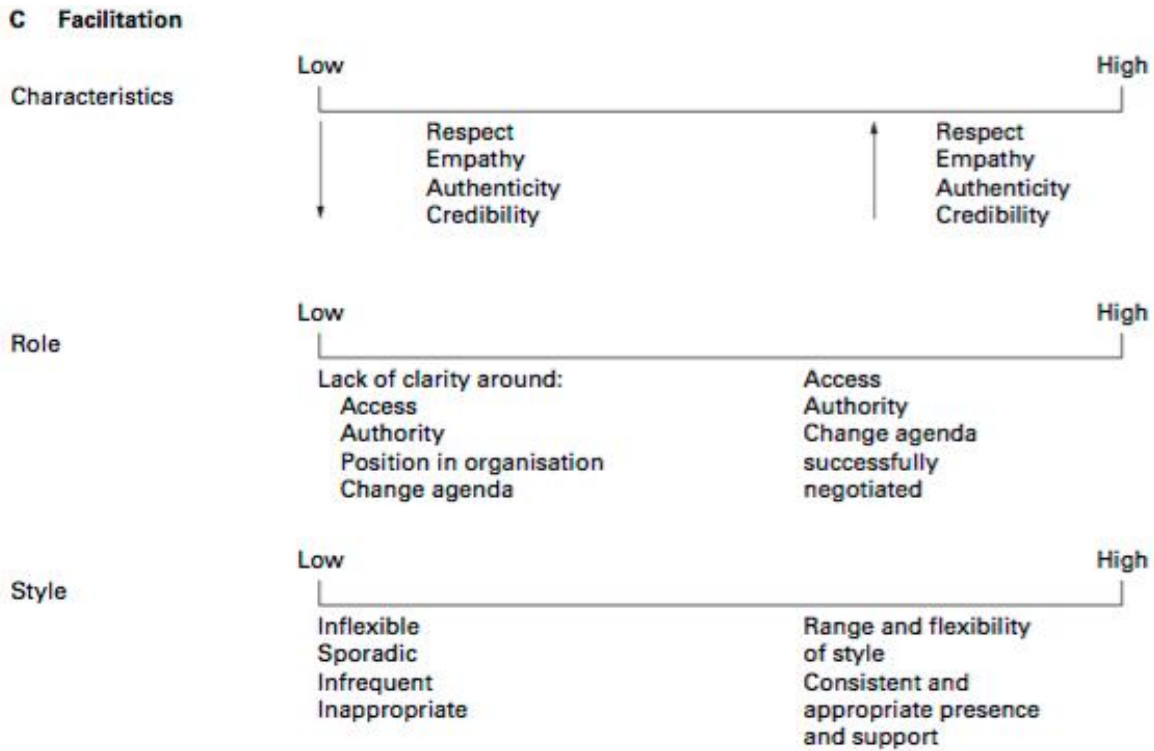 C Facilitation
Low High
Characteristics
Respect Respect
Empathy Empathy
Authenticity Authenticity
Credibility Credibility
Low High
Role
Lack of clarity around: Access
Access Authority
Authority Change agenda
Position in organisation successfully
Change agenda negotiated
Low High
Style
Inflexible Range and flexibility
Sporadic of style
Infrequent Consistent and
Inappropriate appropriate presence
and support